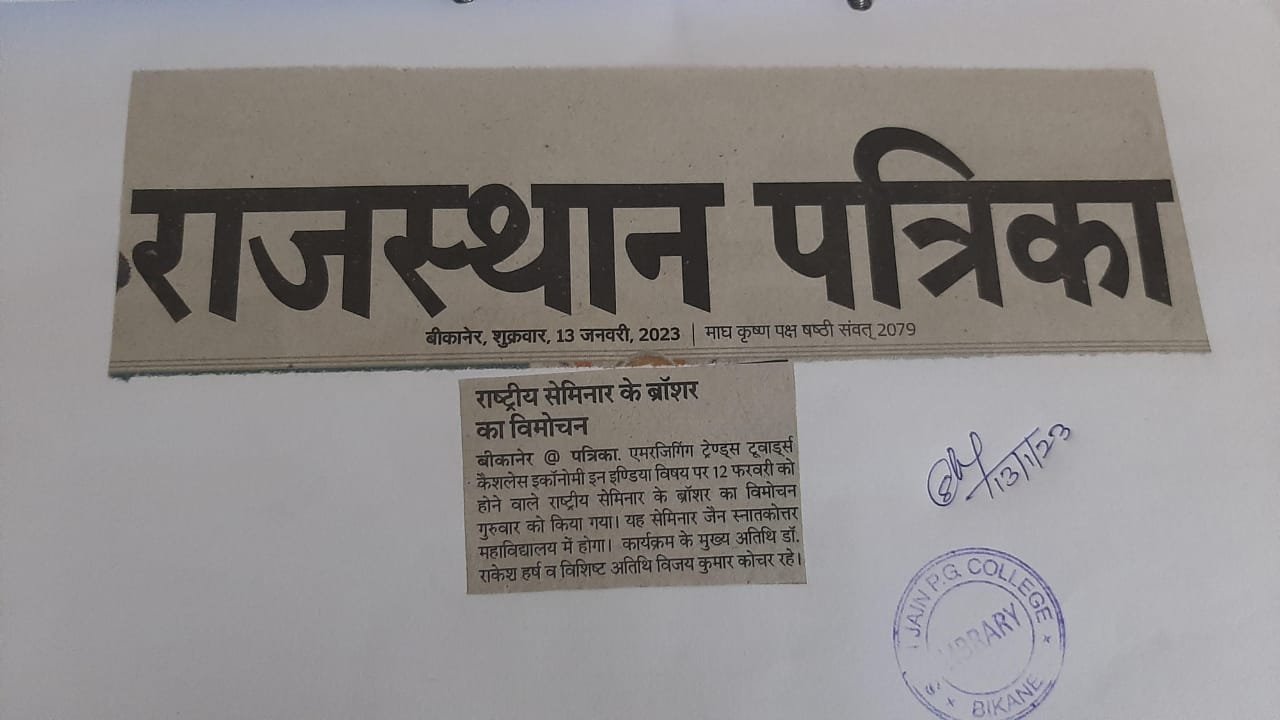 राजस्थान पत्रिका
बीकानेर, शुक्रवार, 13 जनवरी, 2023 | माघ कृष्ण पक्ष षष्ठी संवत् 2079
राष्ट्रीय सेमिनार के ब्रॉशर
का विमोचन
बीकानेर @ पत्रिका. एमरजिगिंग ट्रेण्ड्स टूवार्ड्स
कैशलेस इकॉनोमी इन इण्डिया विषय पर 12 फरवरी को
होने वाले राष्ट्रीय सेमिनार के ब्रॉशर का विमोचन
गुरुवार को किया गया। यह सेमिनार जैन स्नातकोत्तर
महाविद्यालय में होगा। कार्यक्रम के मुख्य अतिथि डॉ.
राकेश हर्ष व विशिष्ट अतिथि विजय कुमार कोचर रहे।
13/1/23
JAIN P.G. COLLEGE
LIBRARY
BIKANE